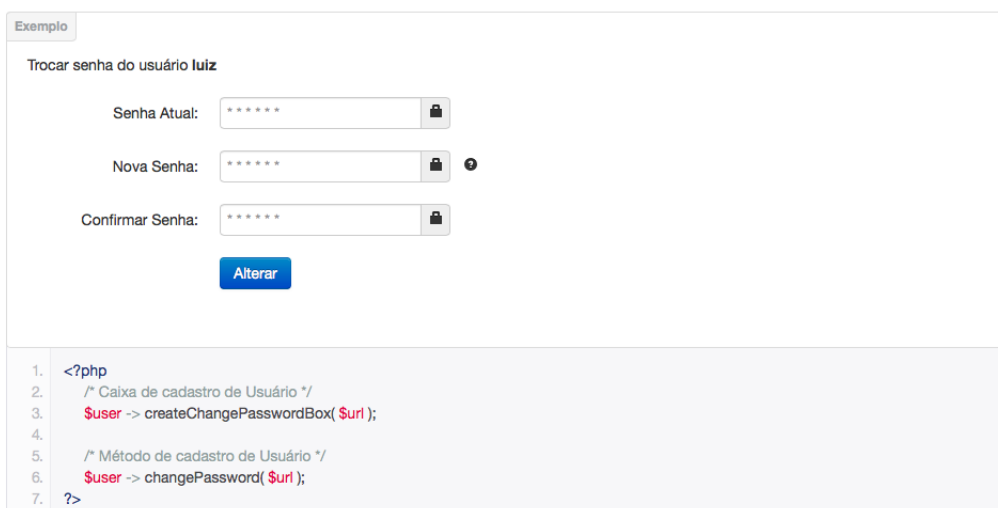 Exemplo
Trocar senha do usuário luiz
Senha Atual: ******
Nova Senha: ******
Confirmar Senha: ******
Alterar
1. <?php
2. /* Caixa de cadastro de Usuário */
3. $user -> createChangePasswordBox( $url );
4.
5. /* Método de cadastro de Usuário */
6. $user -> changePassword( $url );
7. ?>